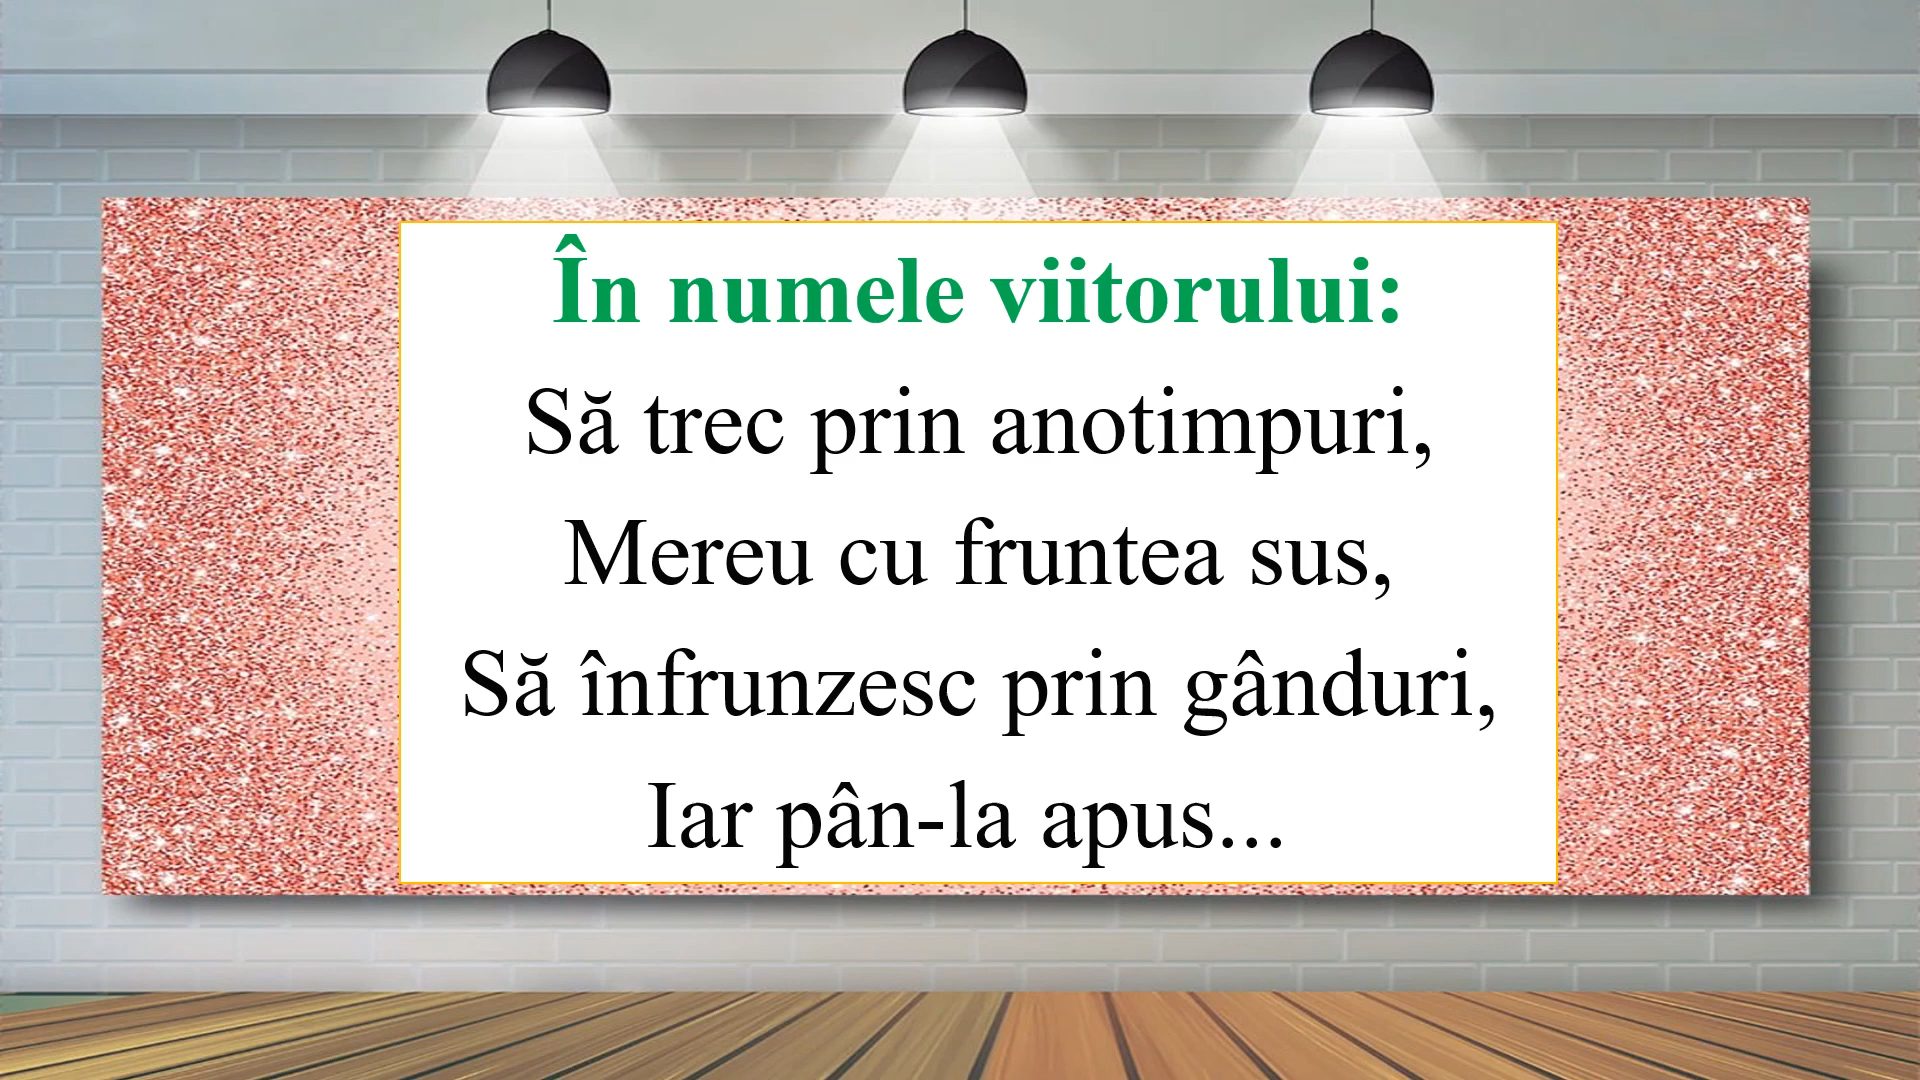 În numele viitorului:
Să trec prin anotimpuri,
Mereu cu fruntea sus,
Să înfrunzesc prin gânduri,
Iar pân-la apus...